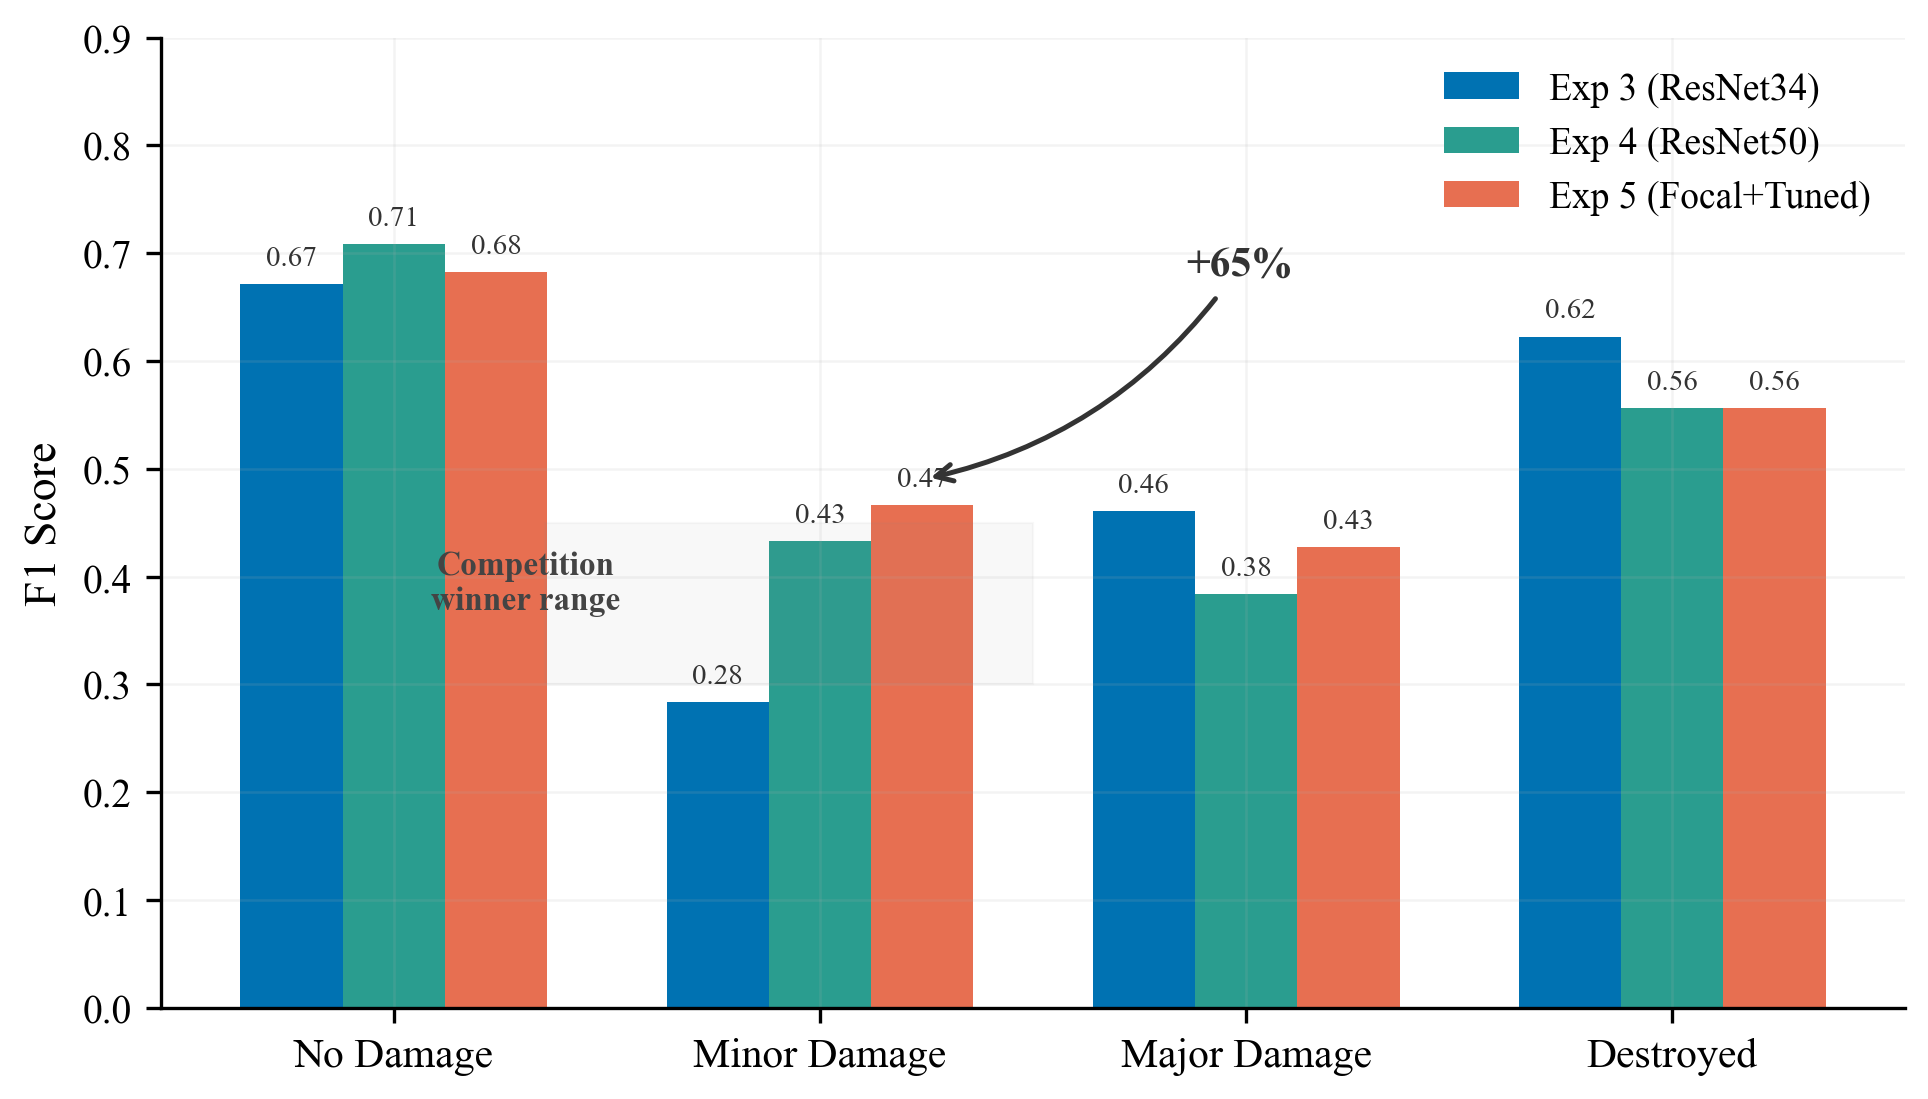 0.9
0.8
0.7
0.6
0.5
0.4
0.3
0.2
0.1
0.0
F1 Score
Exp 3 (ResNet34)
Exp 4 (ResNet50)
Exp 5 (Focal+Tuned)
+65%
0.67
0.71
0.68
Competition
winner range
0.28
0.43
0.47
0.46
0.38
0.43
0.62
0.56
0.56
No Damage
Minor Damage
Major Damage
Destroyed